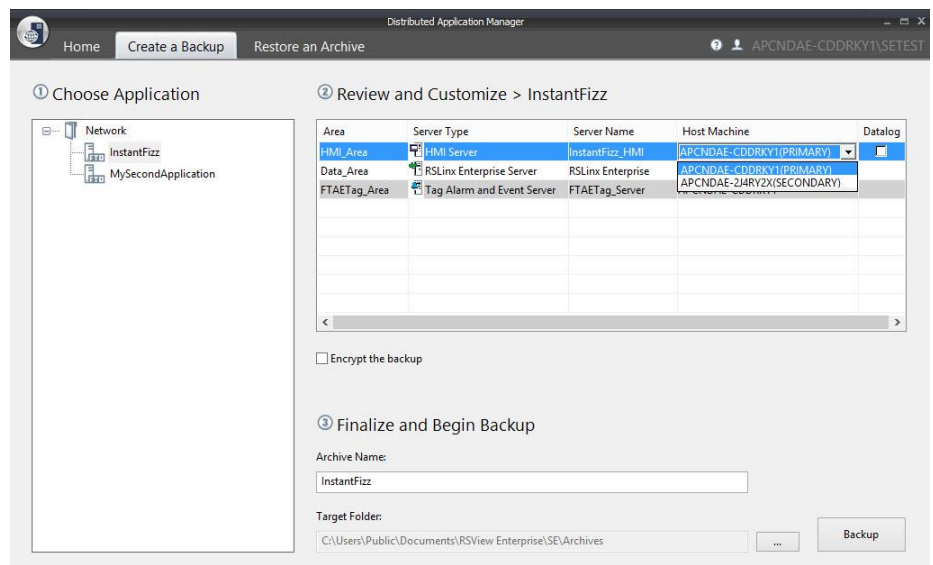 Distributed Application Manager
Home Create a Backup Restore an Archive APCNDAE-CDDRKY1\SETEST
① Choose Application
Network
InstantFizz
MySecondApplication
② Review and Customize > InstantFizz
Area Server Type Server Name Host Machine Datalog
HMI_Area HMI Server InstantFizz_HMI APCNDAE-CDDRKY1(PRIMARY)
Data_Area RSLinx Enterprise Server RSLinx Enterprise APCNDAE-CDDRKY1(PRIMARY)
APCNDAE-2J4RY2X(SECONDARY)
FTAETag_Area Tag Alarm and Event Server FTAETag_Server
Encrypt the backup
③ Finalize and Begin Backup
Archive Name:
InstantFizz
Target Folder:
C:\Users\Public\Documents\RSView Enterprise\SE\Archives ... Backup